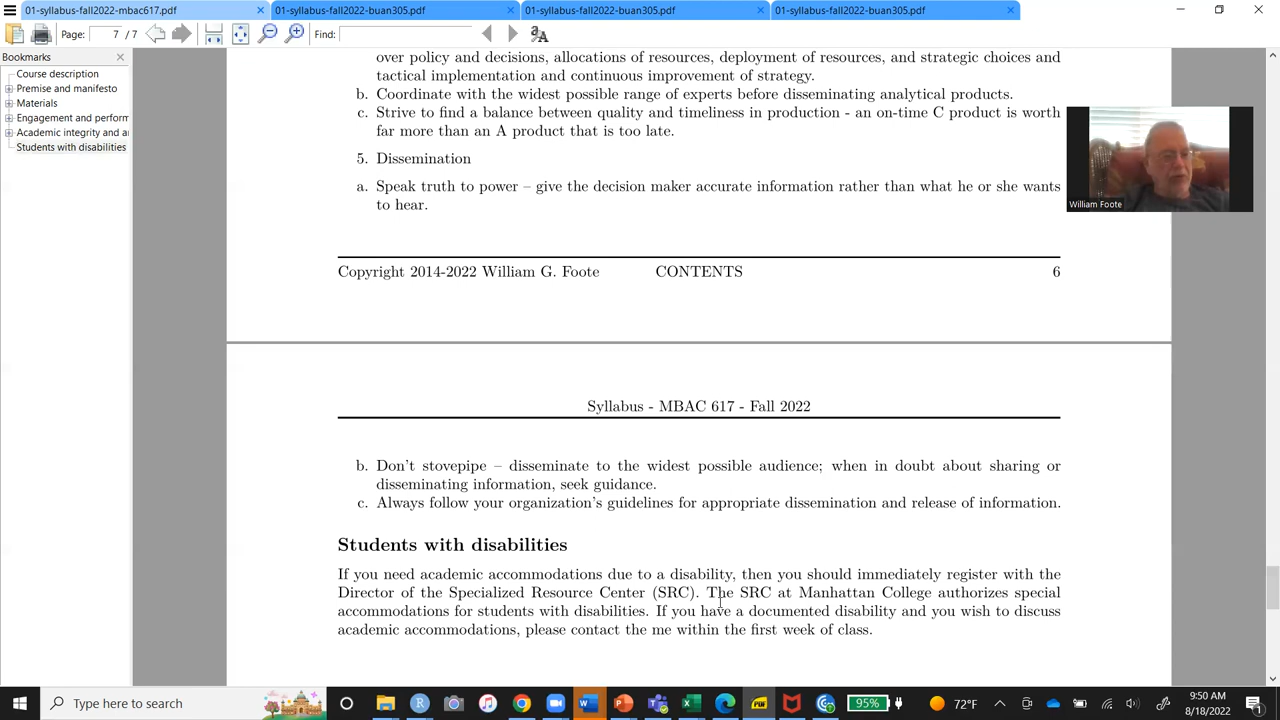 01-syllabus-fall2022-mbac617.pdf × 01-syllabus-fall2022-buan305.pdf × 01-syllabus-fall2022-buan305.pdf × 01-syllabus-fall2022-buan305.pdf ×
Page: 7 / 7 Find:
Bookmarks
Course description
Premise and manifesto
Materials
Engagement and perform
Academic integrity and ar
Students with disabilities
over policy and decisions, allocations of resources, deployment of resources, and strategic choices and
tactical implementation and continuous improvement of strategy.
b. Coordinate with the widest possible range of experts before disseminating analytical products.
c. Strive to find a balance between quality and timeliness in production - an on-time C product is worth
far more than an A product that is too late.
5. Dissemination
a. Speak truth to power – give the decision maker accurate information rather than what he or she wants
to hear.
William Foote
Copyright 2014-2022 William G. Foote CONTENTS 6
Syllabus - MBAC 617 - Fall 2022
b. Don't stovepipe – disseminate to the widest possible audience; when in doubt about sharing or
disseminating information, seek guidance.
c. Always follow your organization's guidelines for appropriate dissemination and release of information.
Students with disabilities
If you need academic accommodations due to a disability, then you should immediately register with the
Director of the Specialized Resource Center (SRC). The SRC at Manhattan College authorizes special
accommodations for students with disabilities. If you have a documented disability and you wish to discuss
academic accommodations, please contact the me within the first week of class.
Type here to search
95%
72°F
9:50 AM
8/18/2022